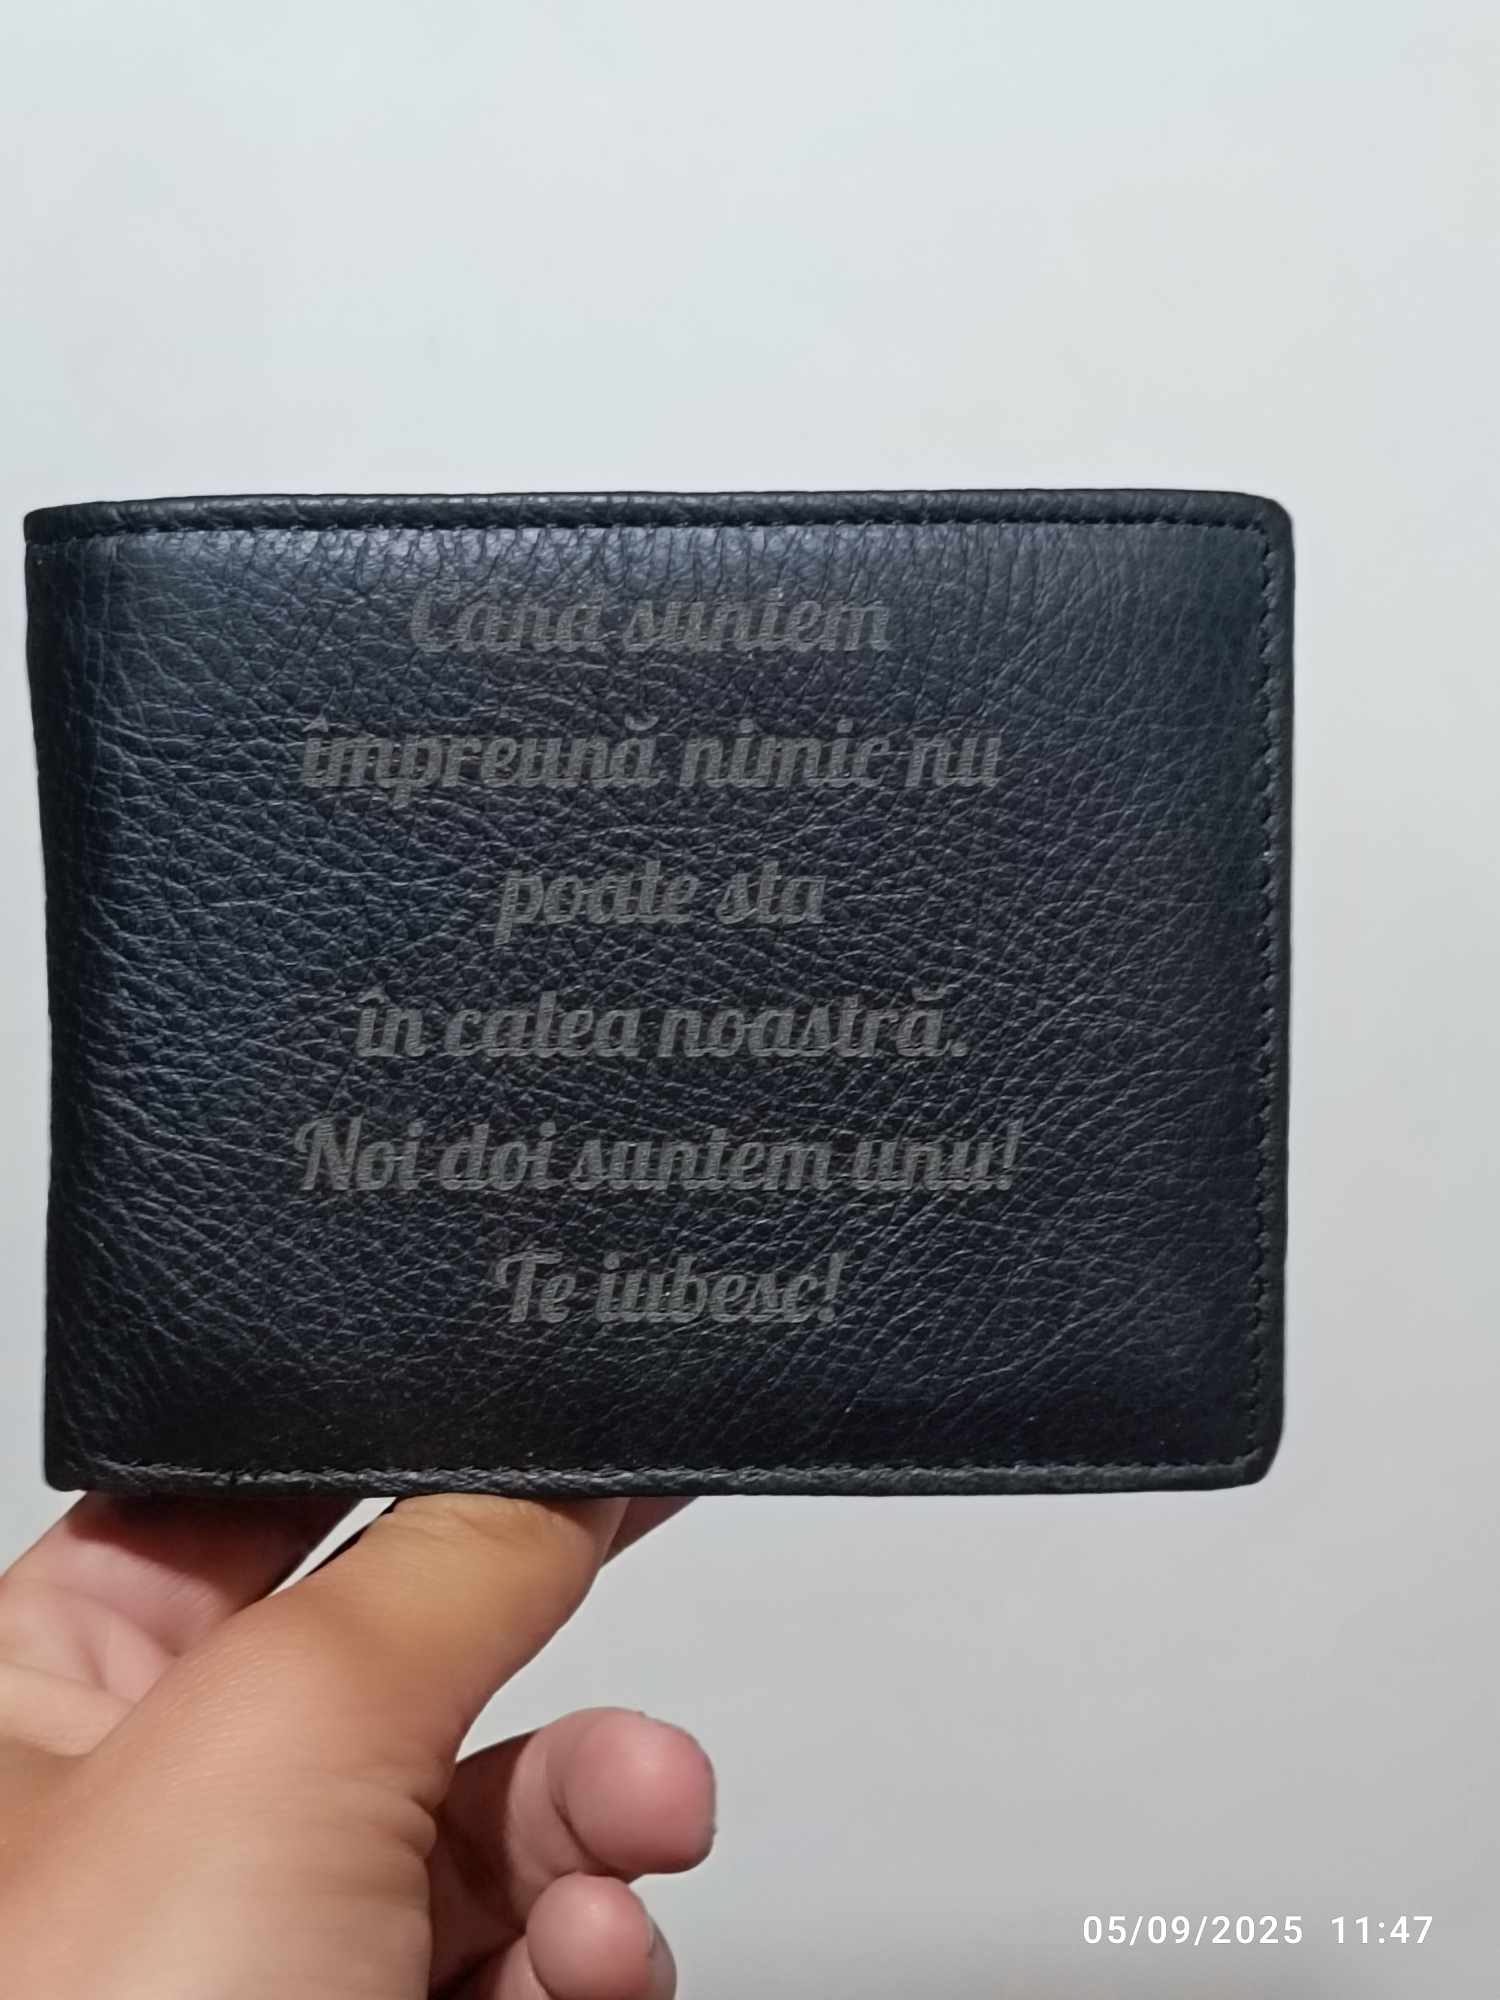 Când suntem
împreună nimic nu
poate sta
în calea noastră.
Noi doi suntem unu!
Te iubesc!
05/09/2025 11:47